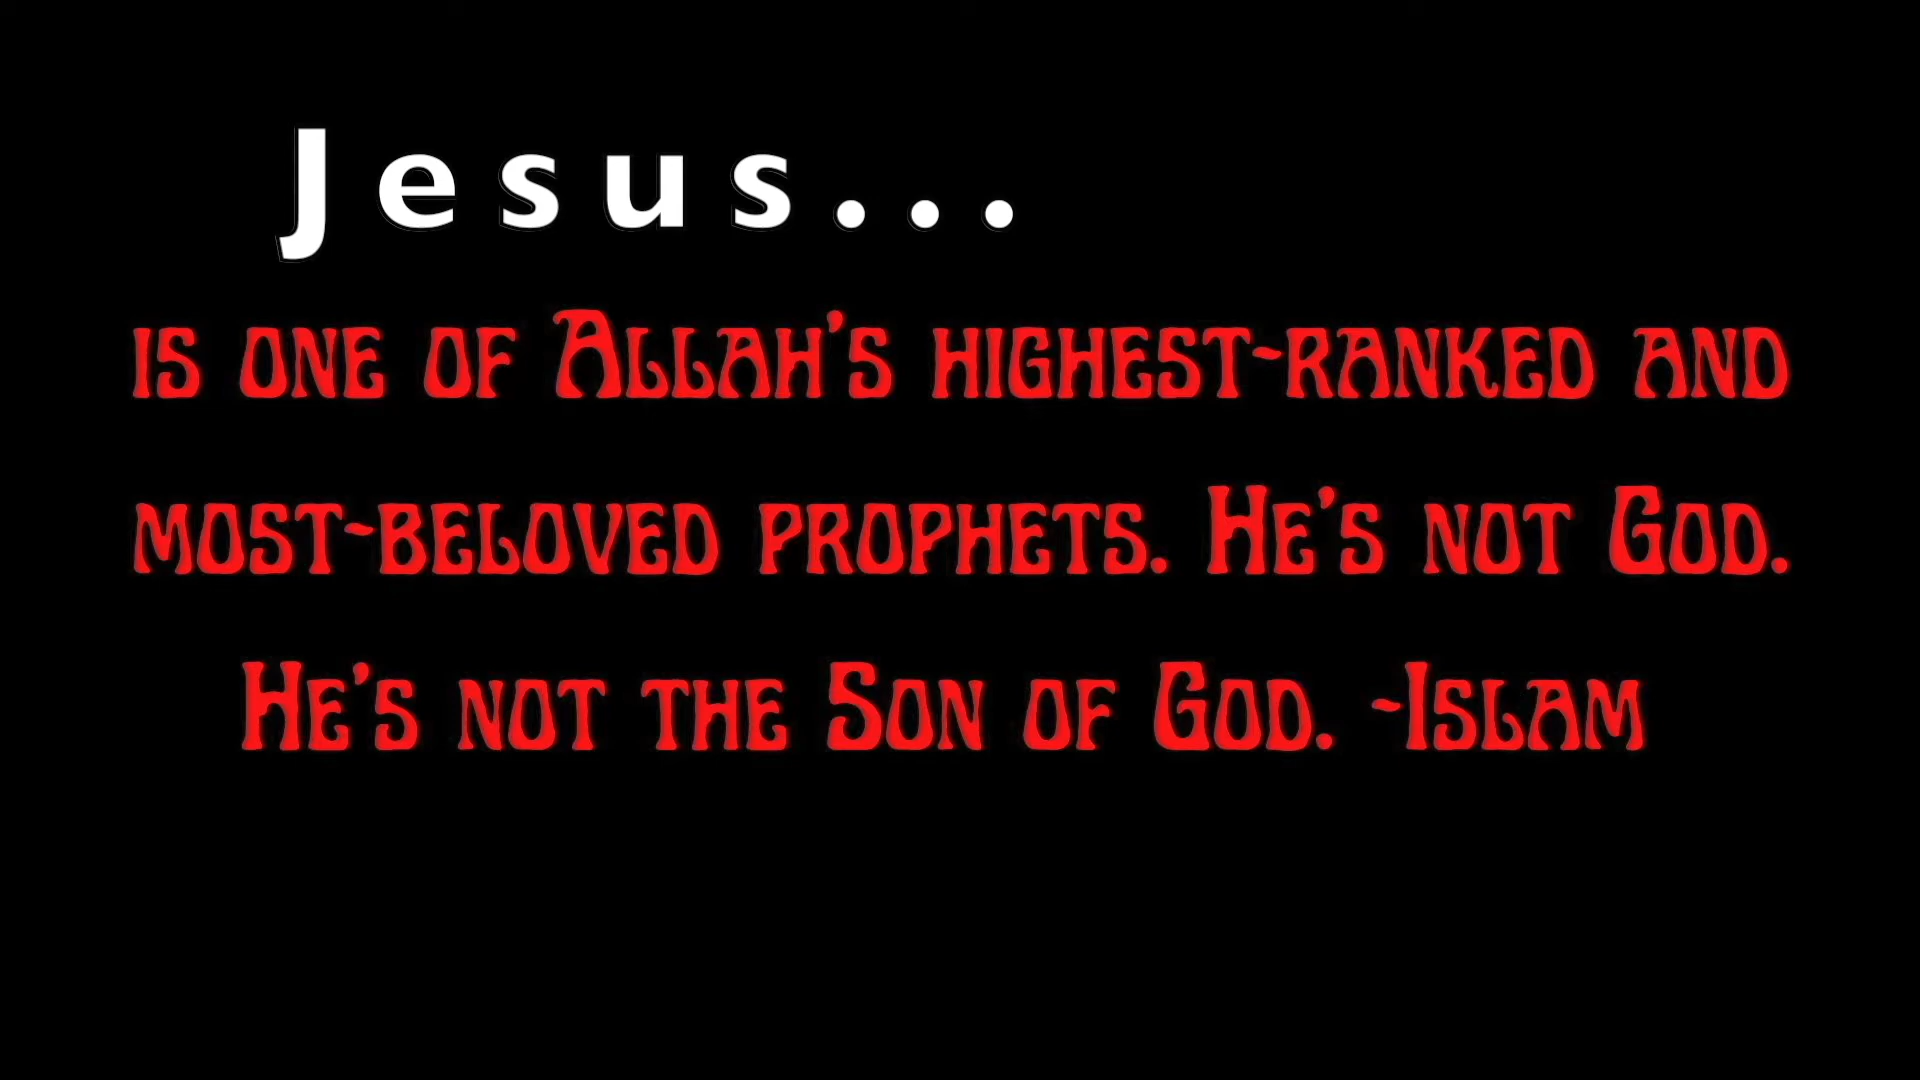 Jesus...
is one of Allah's highest-ranked and
most-beloved prophets. He's not God.
He's not the Son of God. -Islam